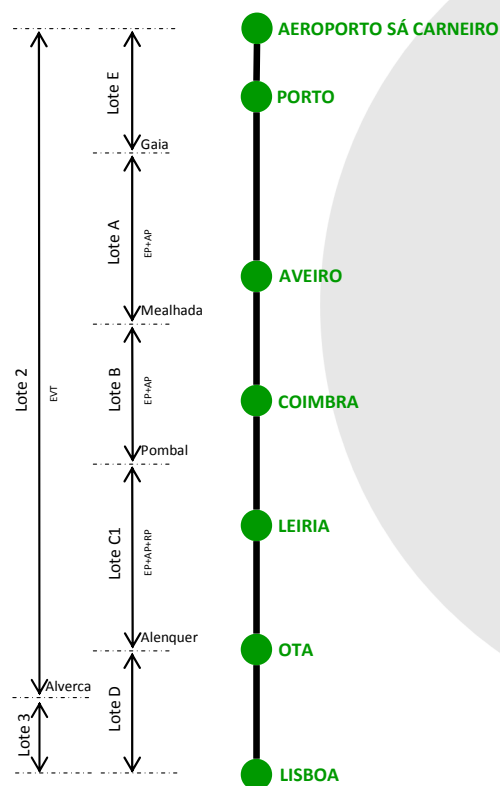 AEROPORTO SÁ CARNEIRO
Lote E
PORTO
Gaia
Lote A
EP+AP
AVEIRO
Mealhada
Lote 2
EVT
Lote B
EP+AP
COIMBRA
Pombal
LEIRIA
Lote C1
EP+AP+RP
Alenquer
OTA
Alverca
Lote D
Lote 3
LISBOA